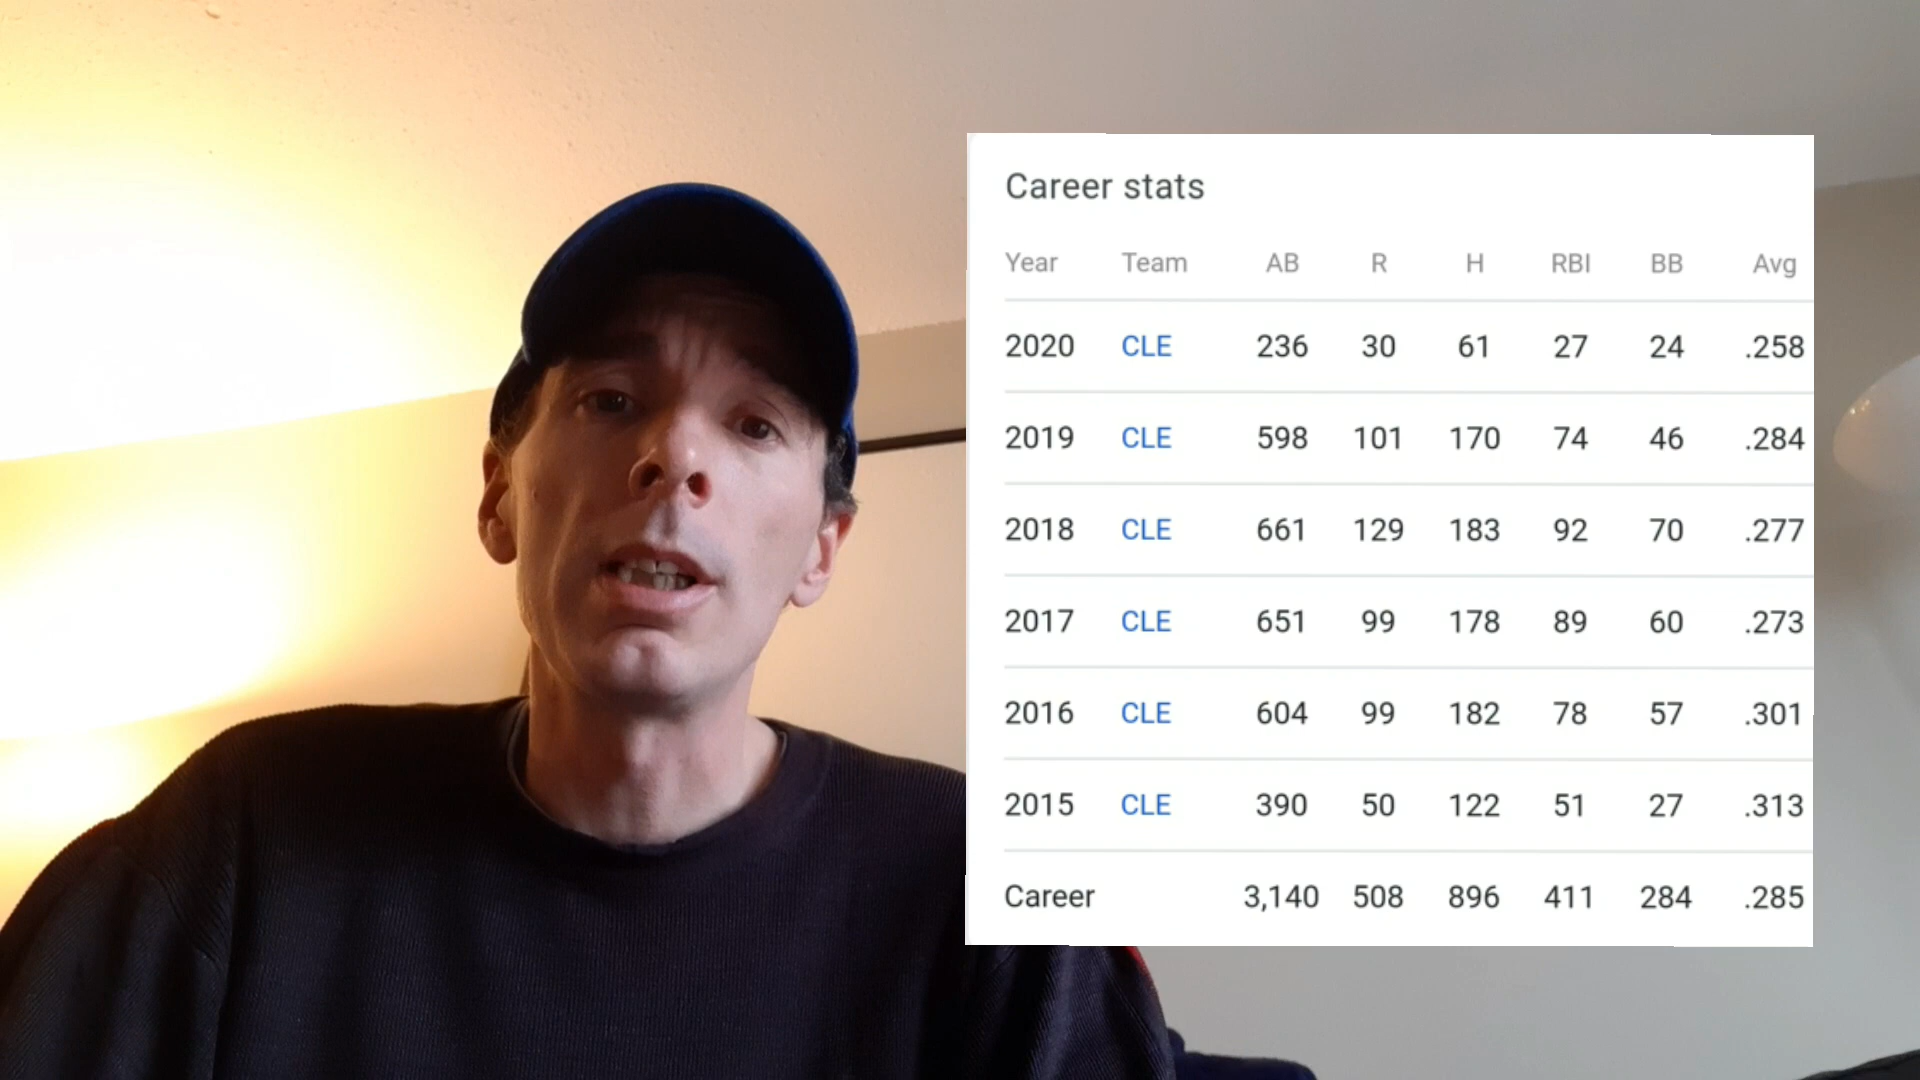 Career stats
Year Team AB R H RBI BB Avg
2020 CLE 236 30 61 27 24 .258
2019 CLE 598 101 170 74 46 .284
2018 CLE 661 129 183 92 70 .277
2017 CLE 651 99 178 89 60 .273
2016 CLE 604 99 182 78 57 .301
2015 CLE 390 50 122 51 27 .313
Career 3,140 508 896 411 284 .285